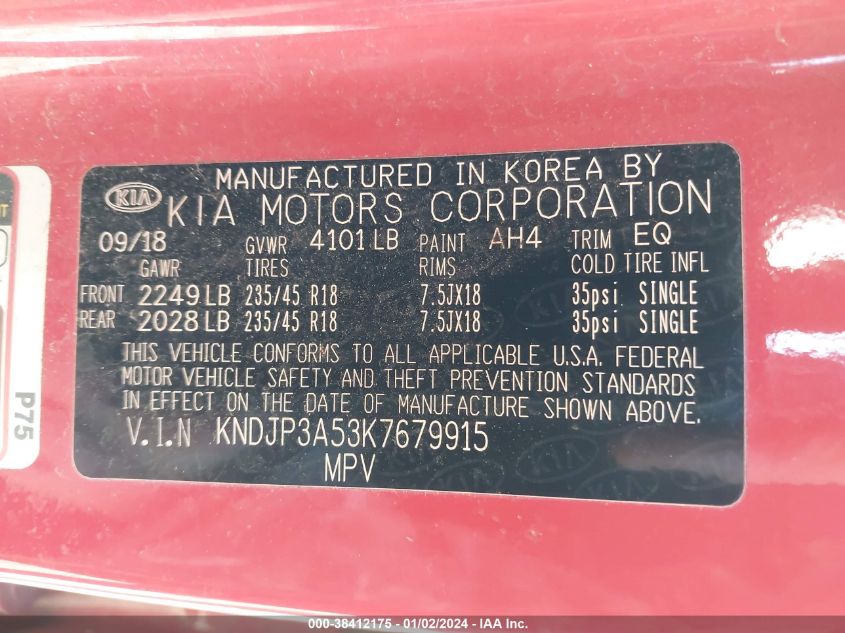 MANUFACTURED IN KOREA BY
KIA KIA MOTORS CORPORATION
09/18 GVWR 4101 LB PAINT AH4 TRIM EQ
GAWR TIRES RIMS COLD TIRE INFL
FRONT 2249 LB 235/45 R18 7.5JX18 35psi SINGLE
REAR 2028 LB 235/45 R18 7.5JX18 35psi SINGLE
THIS VEHICLE CONFORMS TO ALL APPLICABLE U.S.A. FEDERAL
MOTOR VEHICLE SAFETY AND THEFT PREVENTION STANDARDS
IN EFFECT ON THE DATE OF MANUFACTURE SHOWN ABOVE.
V.I.N KNDJP3A53K7679915
MPV
P75
000-38412175 - 01/02/2024 - IAA Inc.